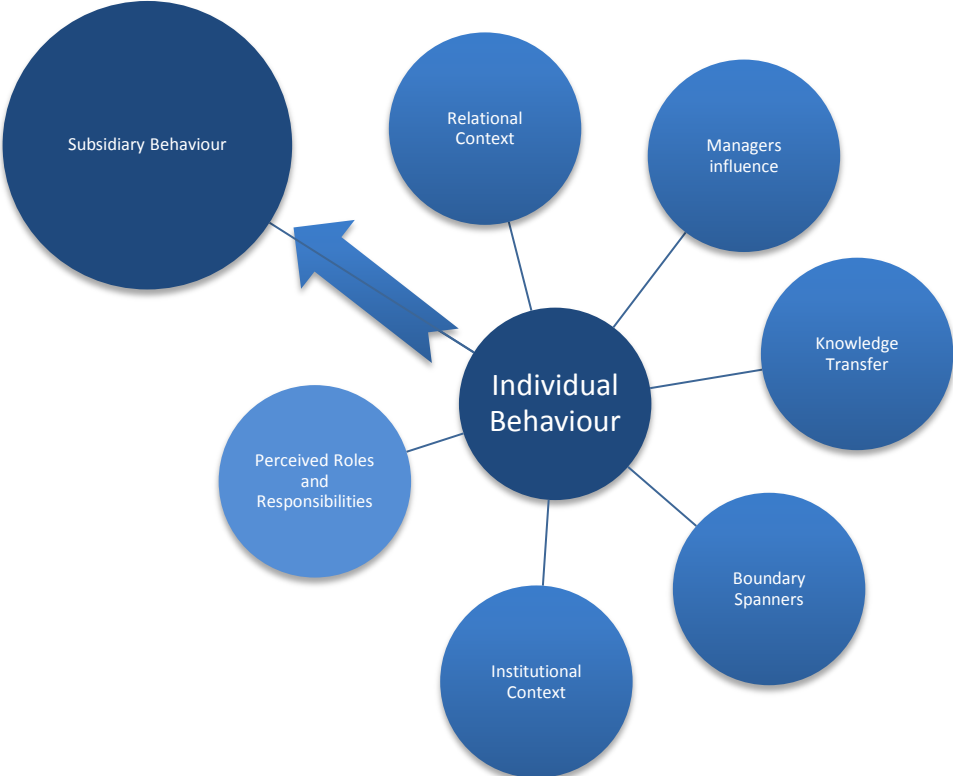 Subsidiary Behaviour
Relational
Context
Managers
influence
Knowledge
Transfer
Individual
Behaviour
Perceived Roles
and
Responsibilities
Boundary
Spanners
Institutional
Context